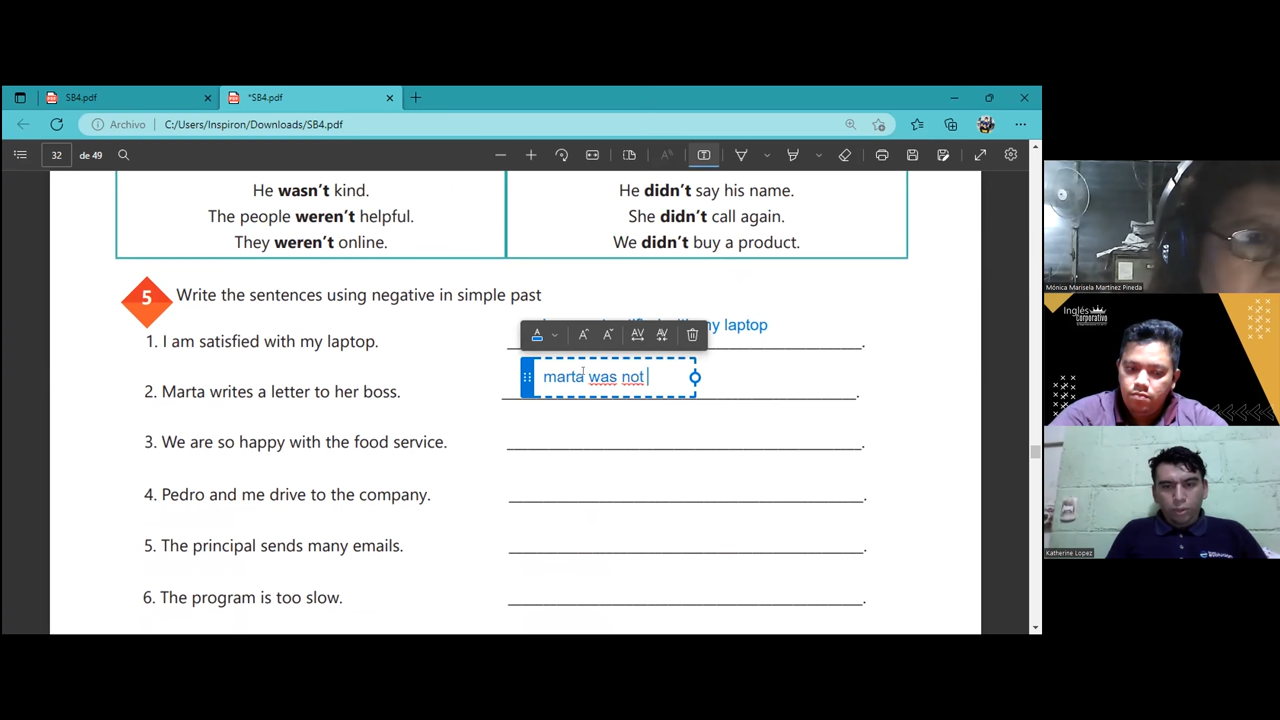 SB4.pdf
*SB4.pdf
Archivo
C:/Users/Inspiron/Downloads/SB4.pdf
32 de 49
He wasn't kind.
The people weren't helpful.
They weren't online.
He didn't say his name.
She didn't call again.
We didn't buy a product.
5 Write the sentences using negative in simple past
1. I am satisfied with my laptop.
my laptop
2. Marta writes a letter to her boss.
marta was not
3. We are so happy with the food service.
4. Pedro and me drive to the company.
5. The principal sends many emails.
6. The program is too slow.
Mónica Marisela Martínez Pineda
Inglés Corporativo
Katherine Lopez